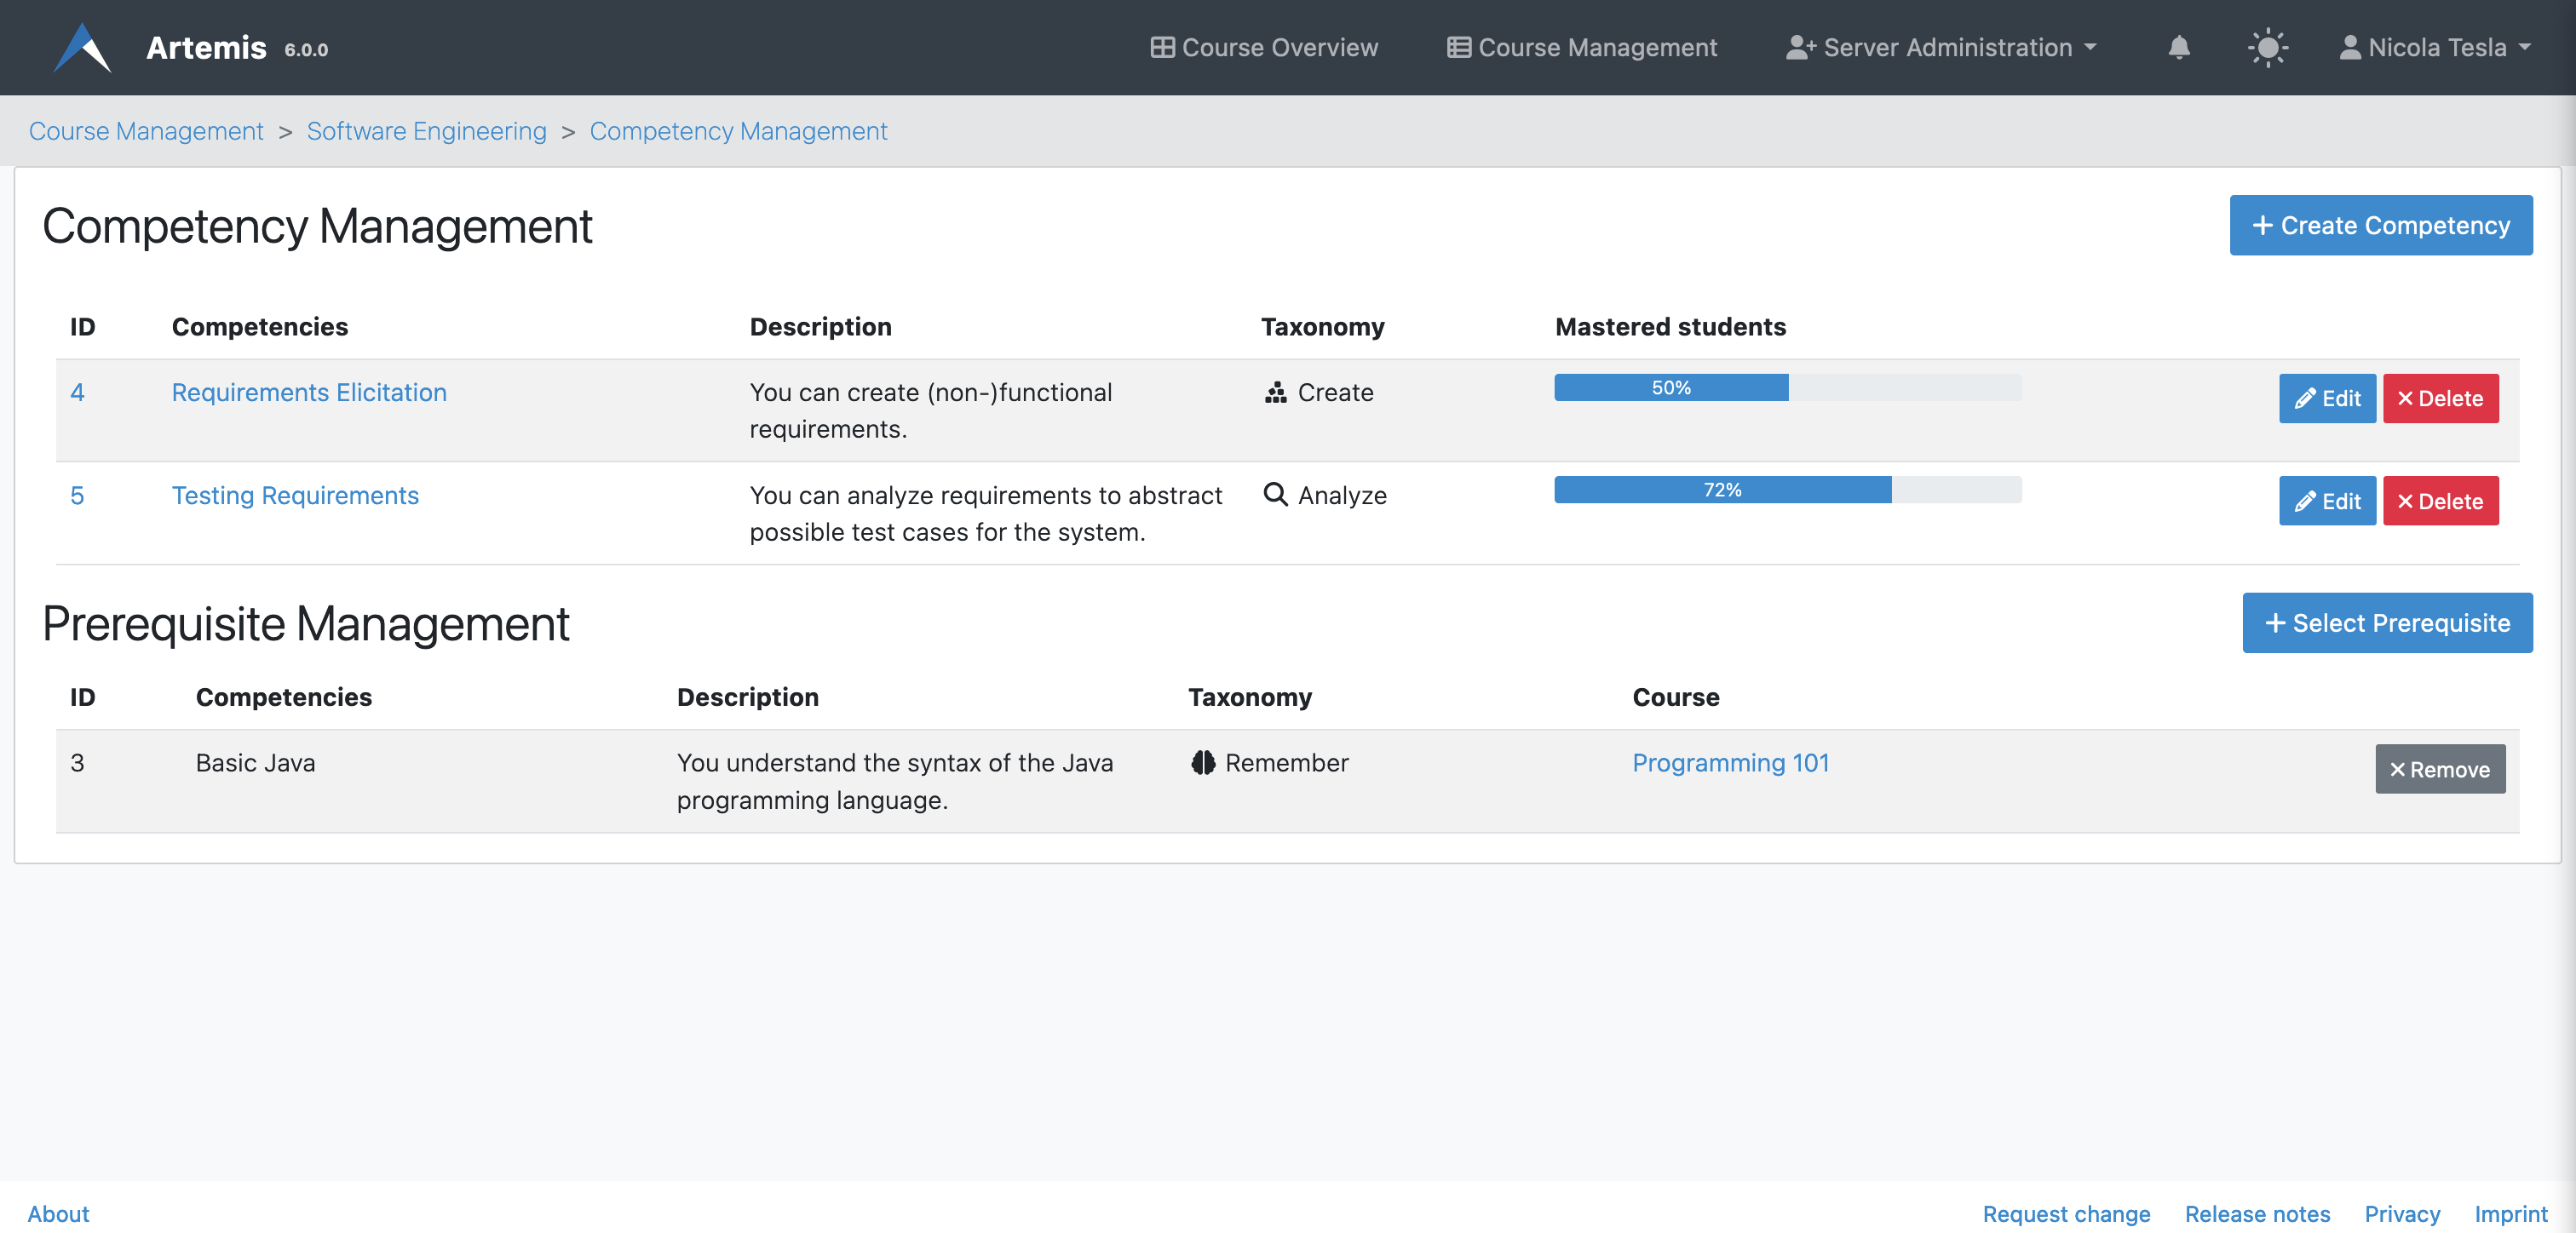 Artemis 6.0.0 Course Overview Course Management Server Administration Nicola Tesla
Course Management > Software Engineering > Competency Management
Competency Management + Create Competency
ID Competencies Description Taxonomy Mastered students
4 Requirements Elicitation You can create (non-)functional Create 50% Edit Delete
requirements.
5 Testing Requirements You can analyze requirements to abstract Analyze 72% Edit Delete
possible test cases for the system.
Prerequisite Management + Select Prerequisite
ID Competencies Description Taxonomy Course
3 Basic Java You understand the syntax of the Java Remember Programming 101 Remove
programming language.
About Request change Release notes Privacy Imprint